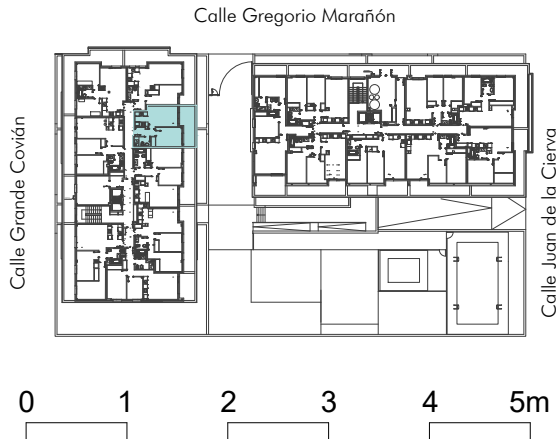 Calle Gregorio Marañón
Calle Grande Covián
Calle Juan de la Cierva
0 1 2 3 4 5m